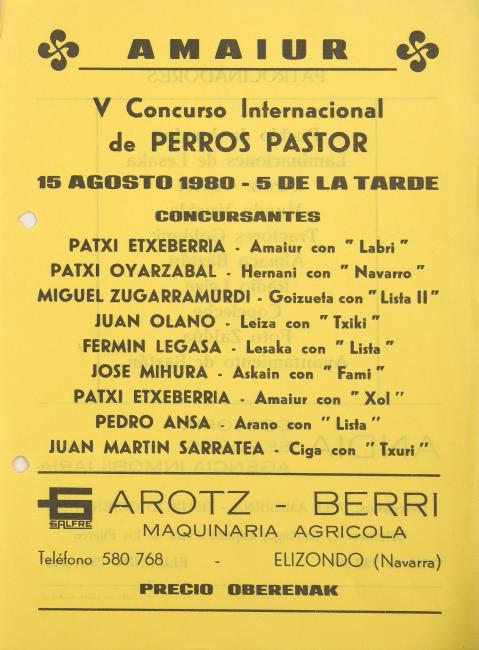 AMAIUR
V Concurso Internacional
de PERROS PASTOR
15 AGOSTO 1980 - 5 DE LA TARDE
CONCURSANTES
PATXI ETXEBERRIA - Amaiur con "Labri"
PATXI OYARZABAL - Hernani con "Navarro"
MIGUEL ZUGARRAMURDI - Goizueta con "Lista II"
JUAN OLANO - Leiza con "Txiki"
FERMIN LEGASA - Lesaka con "Lista"
JOSE MIHURA - Askain con "Fami"
PATXI ETXEBERRIA - Amaiur con "Xol"
PEDRO ANSA - Arano con "Lista"
JUAN MARTIN SARRATEA - Ciga con "Txuri"
GALFRE
AROTZ - BERRI
MAQUINARIA AGRICOLA
Teléfono 580 768 - ELIZONDO (Navarra)
PRECIO OBERENAK